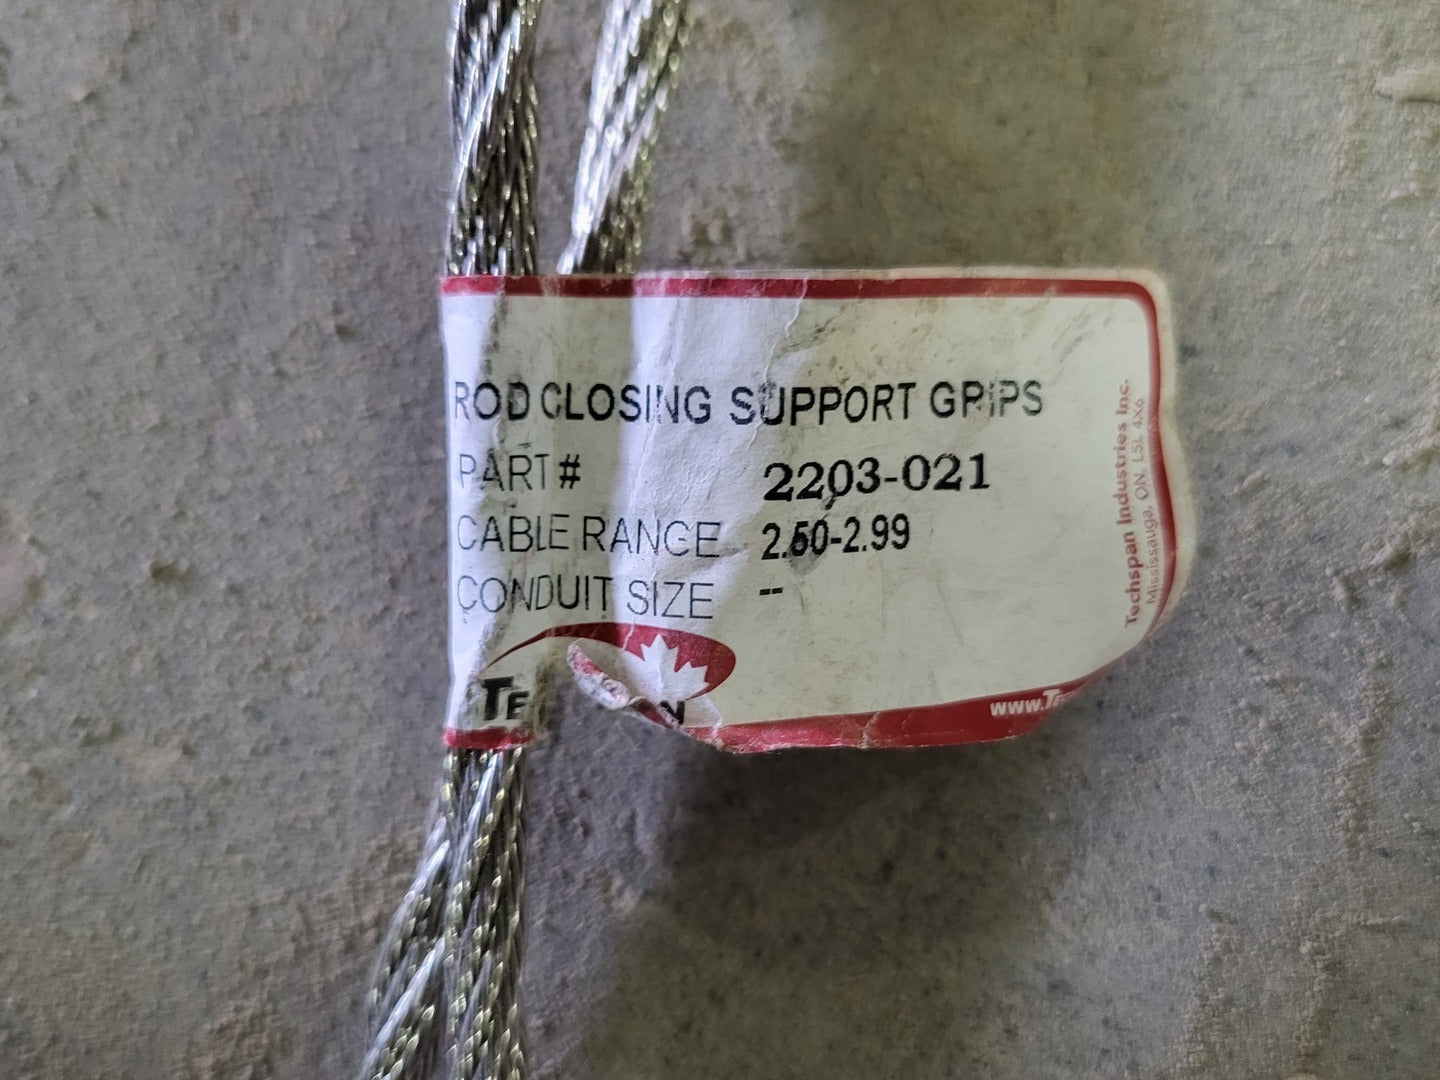 ROD CLOSING SUPPORT GRIPS
PART # 2203-021
CABLE RANGE 2.50-2.99
CONDUIT SIZE --
Techspan Industries Inc.
Mississauga, ON, L5L 4X6